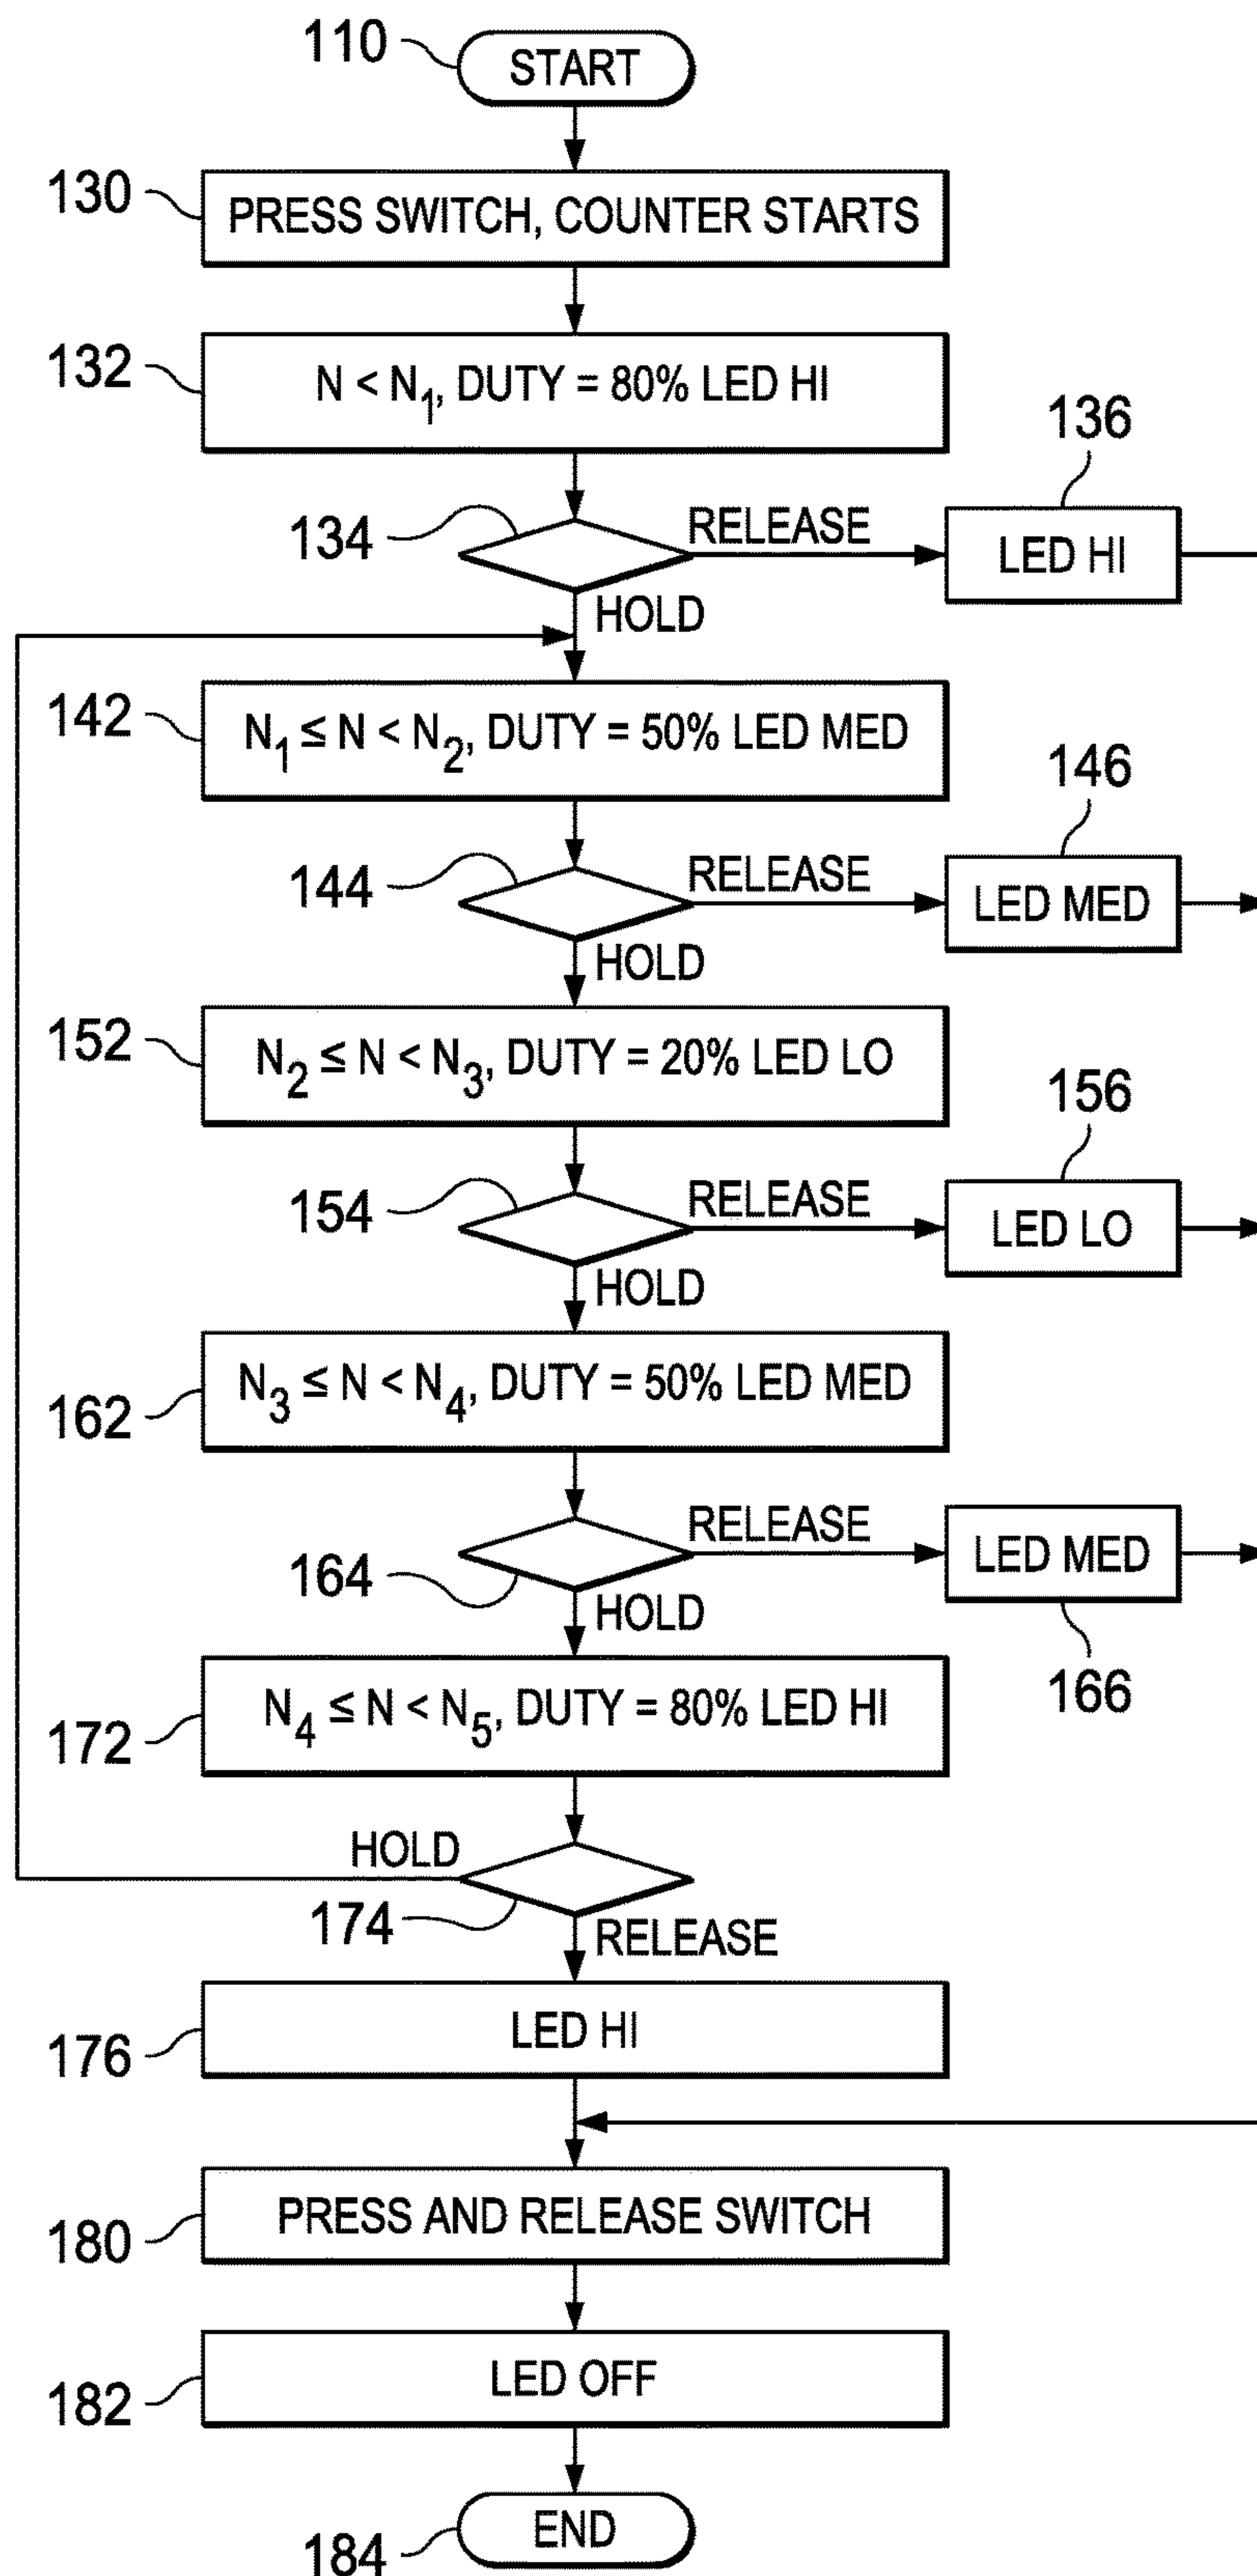 110
START
130
PRESS SWITCH, COUNTER STARTS
132
N < N₁, DUTY = 80% LED HI
136
134
RELEASE
LED HI
HOLD
142
N₁ ≤ N < N₂, DUTY = 50% LED MED
146
144
RELEASE
LED MED
HOLD
152
N₂ ≤ N < N₃, DUTY = 20% LED LO
156
154
RELEASE
LED LO
HOLD
162
N₃ ≤ N < N₄, DUTY = 50% LED MED
164
RELEASE
LED MED
HOLD
166
172
N₄ ≤ N < N₅, DUTY = 80% LED HI
HOLD
174
RELEASE
176
LED HI
180
PRESS AND RELEASE SWITCH
182
LED OFF
184
END